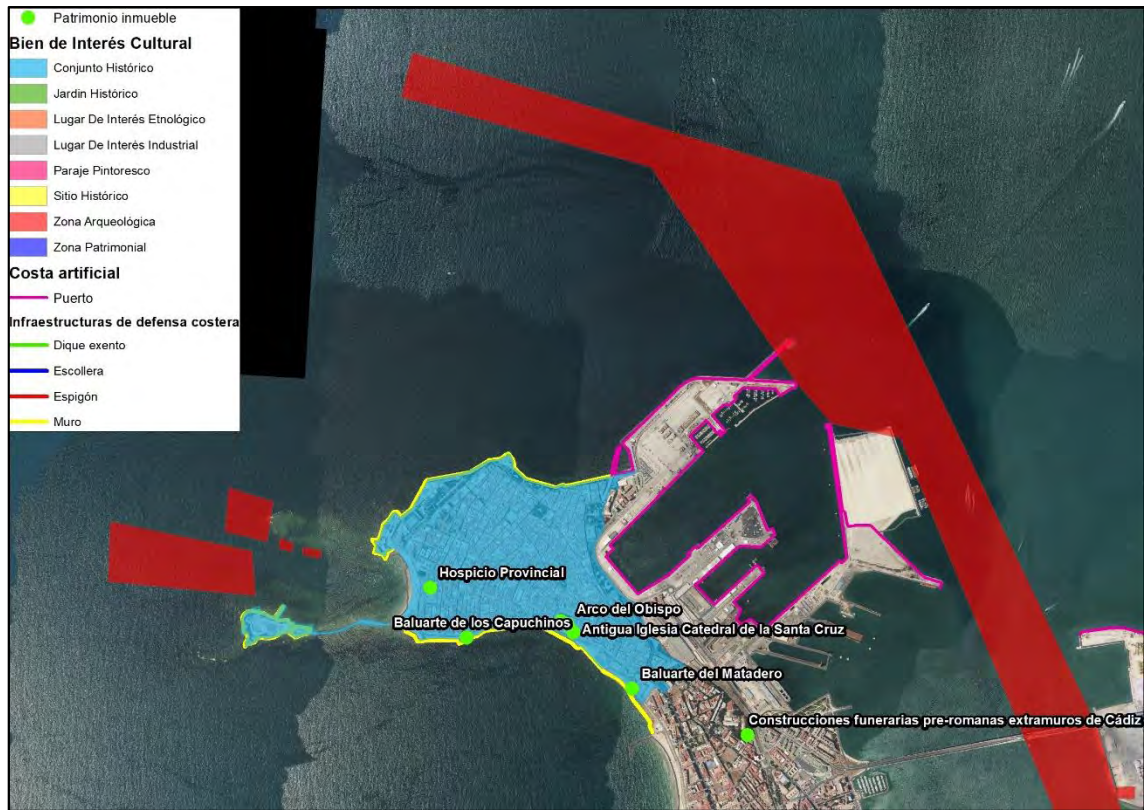 Patrimonio inmueble
Bien de Interés Cultural
Conjunto Histórico
Jardin Histórico
Lugar De Interés Etnológico
Lugar De Interés Industrial
Paraje Pintoresco
Sitio Histórico
Zona Arqueológica
Zona Patrimonial
Costa artificial
Puerto
Infraestructuras de defensa costera
Dique exento
Escollera
Espigón
Muro
Hospicio Provincial
Arco del Obispo
Baluarte de los Capuchinos
Antigua Iglesia Catedral de la Santa Cruz
Baluarte del Matadero
Construcciones funerarias pre-romanas extramuros de Cádiz